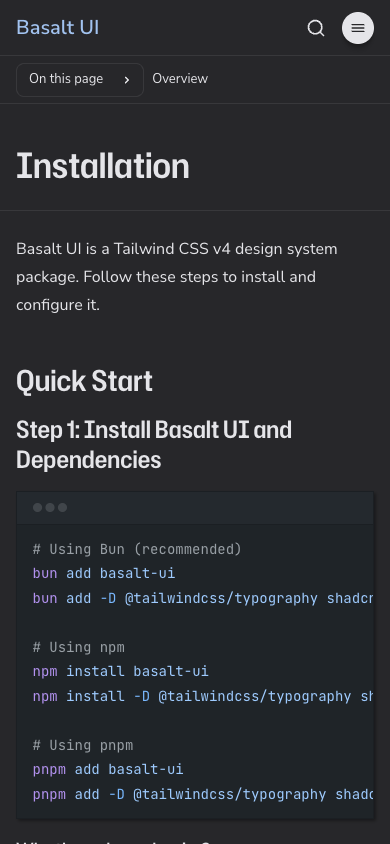 Basalt UI
On this page
Overview
Installation
Basalt UI is a Tailwind CSS v4 design system
package. Follow these steps to install and
configure it.
Quick Start
Step 1: Install Basalt UI and
Dependencies
# Using Bun (recommended)
bun add basalt-ui
bun add -D @tailwindcss/typography shadcn
# Using npm
npm install basalt-ui
npm install -D @tailwindcss/typography sh
# Using pnpm
pnpm add basalt-ui
pnpm add -D @tailwindcss/typography shadc